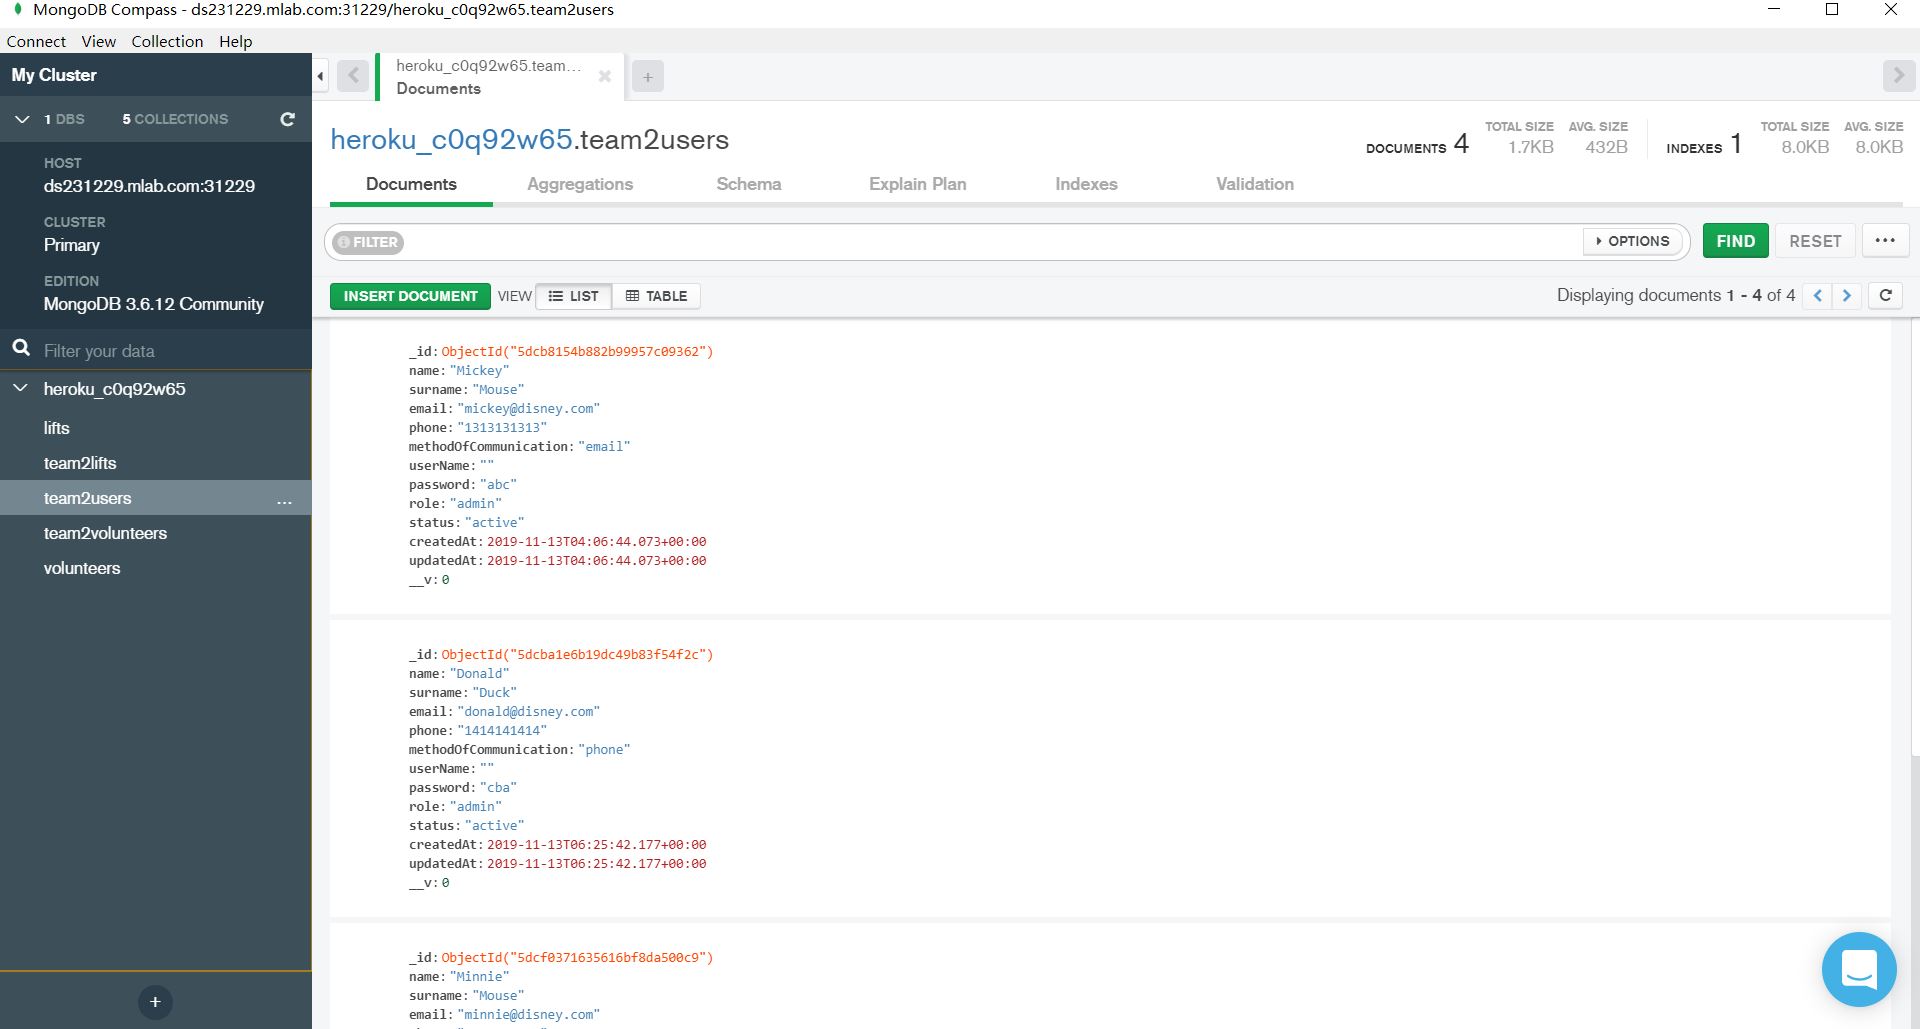 MongoDB Compass - ds231229.mlab.com:31229/heroku_c0q92w65.team2users
Connect View Collection Help
My Cluster
1 DBS 5 COLLECTIONS
HOST
ds231229.mlab.com:31229
CLUSTER
Primary
EDITION
MongoDB 3.6.12 Community
Filter your data
heroku_c0q92w65
lifts
team2lifts
team2users ...
team2volunteers
volunteers
+
heroku_c0q92w65.team...
Documents
+
heroku_c0q92w65.team2users
DOCUMENTS 4 TOTAL SIZE 1.7KB AVG. SIZE 432B INDEXES 1 TOTAL SIZE 8.0KB AVG. SIZE 8.0KB
Documents Aggregations Schema Explain Plan Indexes Validation
FILTER OPTIONS FIND RESET ...
INSERT DOCUMENT VIEW LIST TABLE Displaying documents 1 - 4 of 4
_id: ObjectId("5dcb8154b882b99957c09362")
name: "Mickey"
surname: "Mouse"
email: "mickey@disney.com"
phone: "1313131313"
methodOfCommunication: "email"
userName: ""
password: "abc"
role: "admin"
status: "active"
createdAt: 2019-11-13T04:06:44.073+00:00
updatedAt: 2019-11-13T04:06:44.073+00:00
__v: 0
_id: ObjectId("5dcba1e6b19dc49b83f54f2c")
name: "Donald"
surname: "Duck"
email: "donald@disney.com"
phone: "1414141414"
methodOfCommunication: "phone"
userName: ""
password: "cba"
role: "admin"
status: "active"
createdAt: 2019-11-13T06:25:42.177+00:00
updatedAt: 2019-11-13T06:25:42.177+00:00
__v: 0
_id: ObjectId("5dcf0371635616bf8da500c9")
name: "Minnie"
surname: "Mouse"
email: "minnie@disney.com"